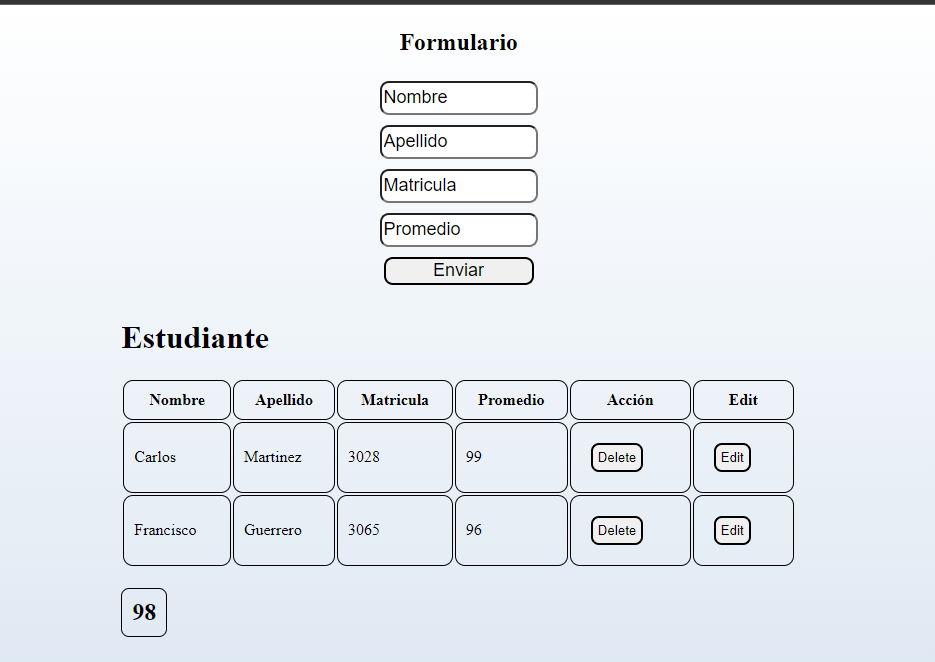 Formulario
Nombre
Apellido
Matricula
Promedio
Enviar
Estudiante
Nombre Apellido Matricula Promedio Acción Edit
Carlos Martinez 3028 99 Delete Edit
Francisco Guerrero 3065 96 Delete Edit
98